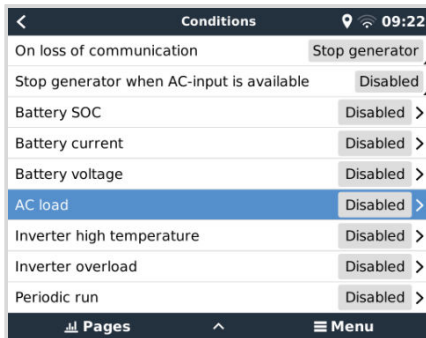 Conditions 09:22
On loss of communication Stop generator
Stop generator when AC-input is available Disabled
Battery SOC Disabled
Battery current Disabled
Battery voltage Disabled
AC load Disabled
Inverter high temperature Disabled
Inverter overload Disabled
Periodic run Disabled
Pages Menu